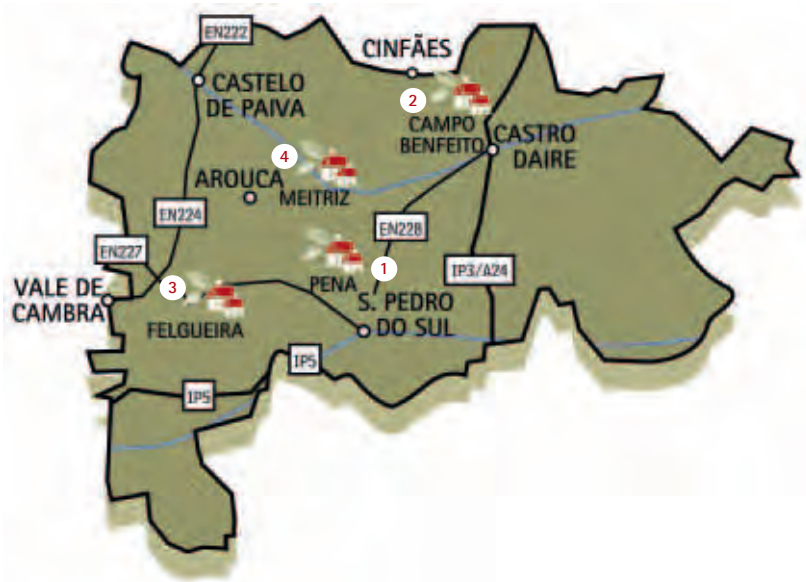 EN222
CINFÃES
CASTELO
DE PAIVA
2
CAMPO
BENFEITO
CASTRO
DAIRE
4
AROUCA
MEITRIZ
EN224
EN228
EN227
IP3/A24
1
PENA
3
VALE DE
CAMBRA
S. PEDRO
DO SUL
FELGUEIRA
IP5
IP5